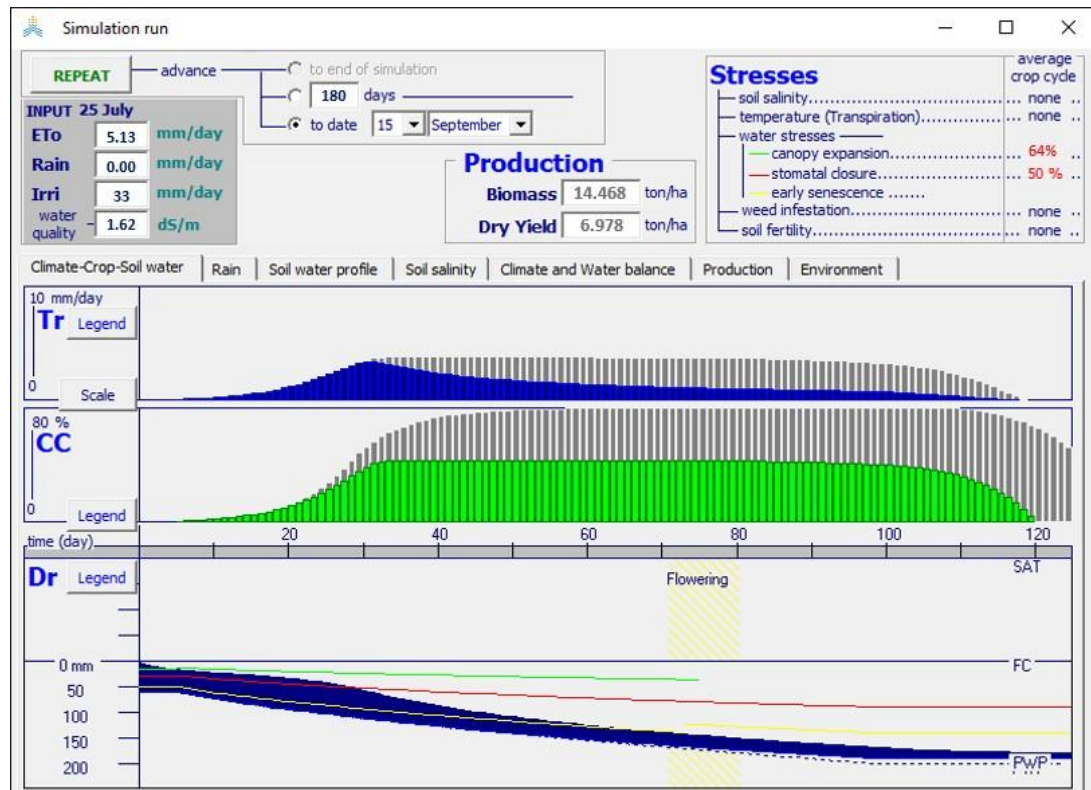 Simulation run
REPEAT
advance
to end of simulation
180 days
to date 15 September
INPUT 25 July
ETo 5.13 mm/day
Rain 0.00 mm/day
Irri 33 mm/day
water quality 1.62 dS/m
Production
Biomass 14.468 ton/ha
Dry Yield 6.978 ton/ha
Stresses
average
crop cycle
soil salinity........ none ..
temperature (Transpiration)........ none ..
water stresses
canopy expansion........ 64% ..
stomatal closure........ 50 % ..
early senescence .......
weed infestation........ none ..
soil fertility........ none ..
Climate-Crop-Soil water Rain Soil water profile Soil salinity Climate and Water balance Production Environment
10 mm/day
Tr Legend
0
Scale
80 %
CC
0 Legend
time (day) 20 40 60 80 100 120
SAT
Dr Legend
Flowering
0 mm
FC
50
100
150
200
PWP